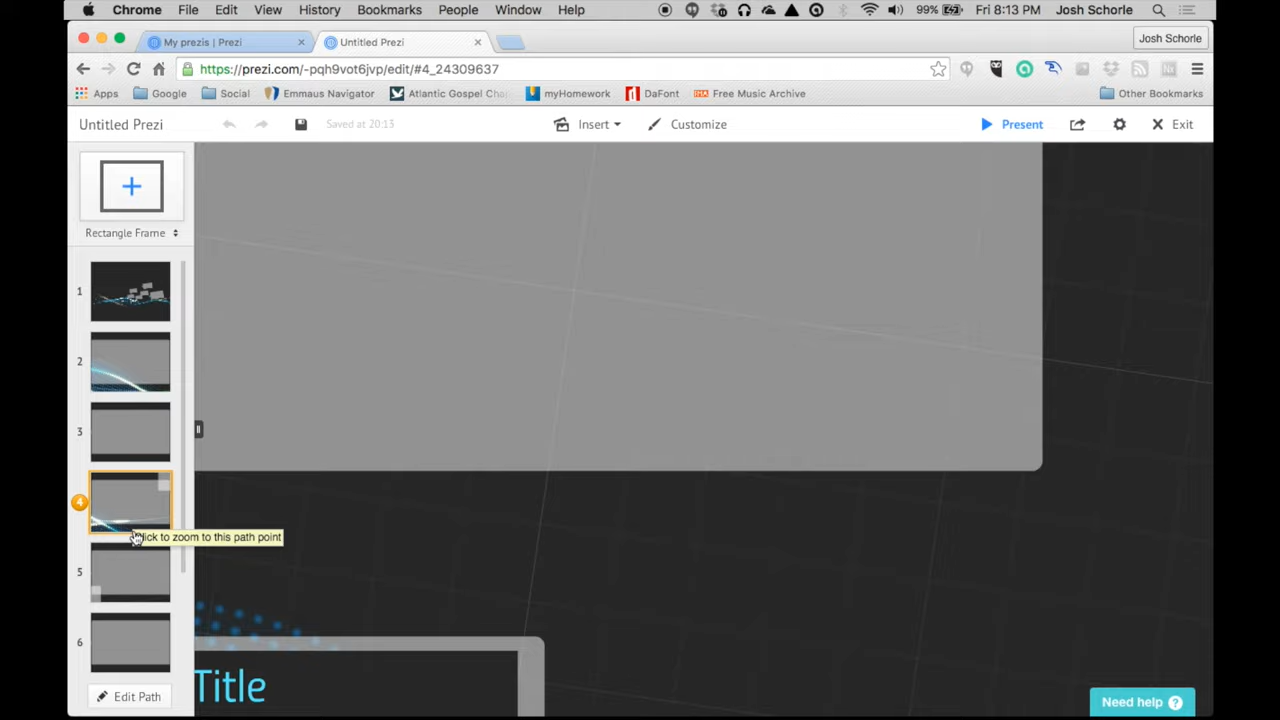 Chrome File Edit View History Bookmarks People Window Help 99% Fri 8:13 PM Josh Schorle
My prezis | Prezi Untitled Prezi Josh Schorle
https://prezi.com/-pqh9vot6jvp/edit/#4_24309637
Apps Google Social Emmaus Navigator Atlantic Gospel Cha myHomework DaFont Free Music Archive Other Bookmarks
Untitled Prezi Saved at 20:13 Insert Customize Present Exit
Rectangle Frame
1
2
3
4
lick to zoom to this path point
5
6
Title
Edit Path
Need help ?